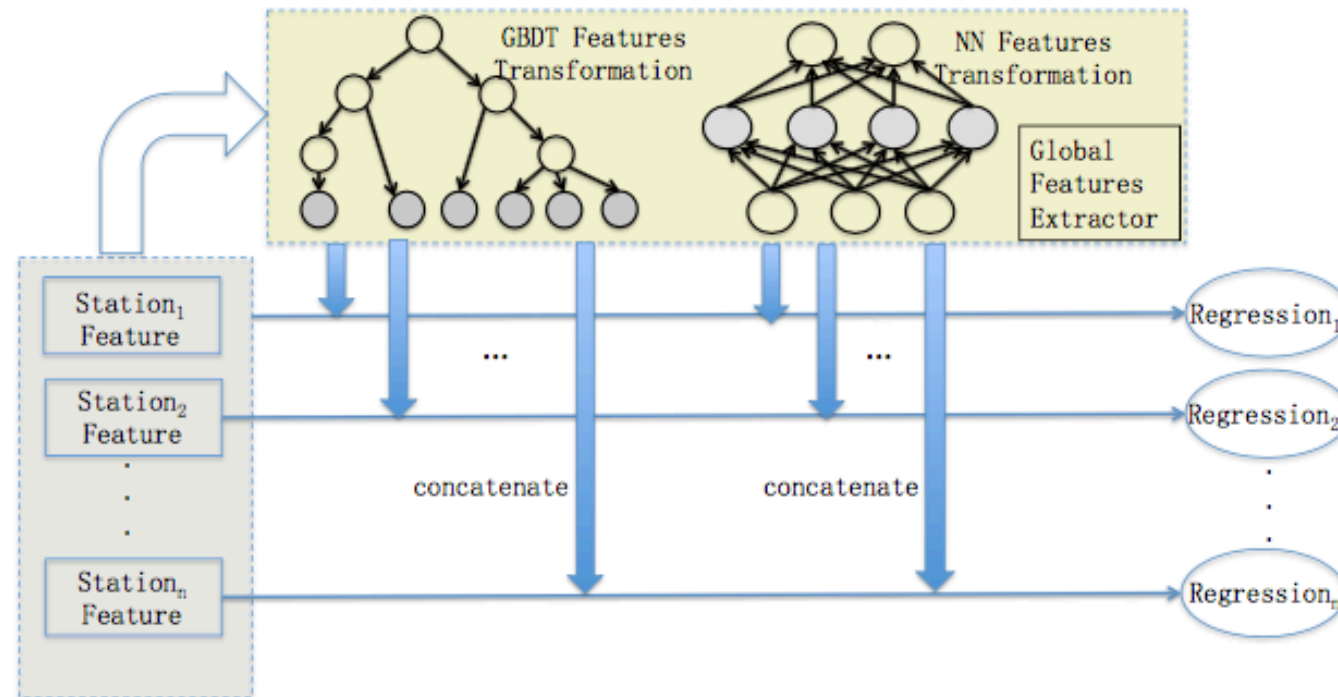 GBDT Features
Transformation
NN Features
Transformation
Global
Features
Extractor
Station₁
Feature
Regression₁
...
...
Station₂
Feature
Regression₂
concatenate
concatenate
Stationₙ
Feature
Regressionₙ